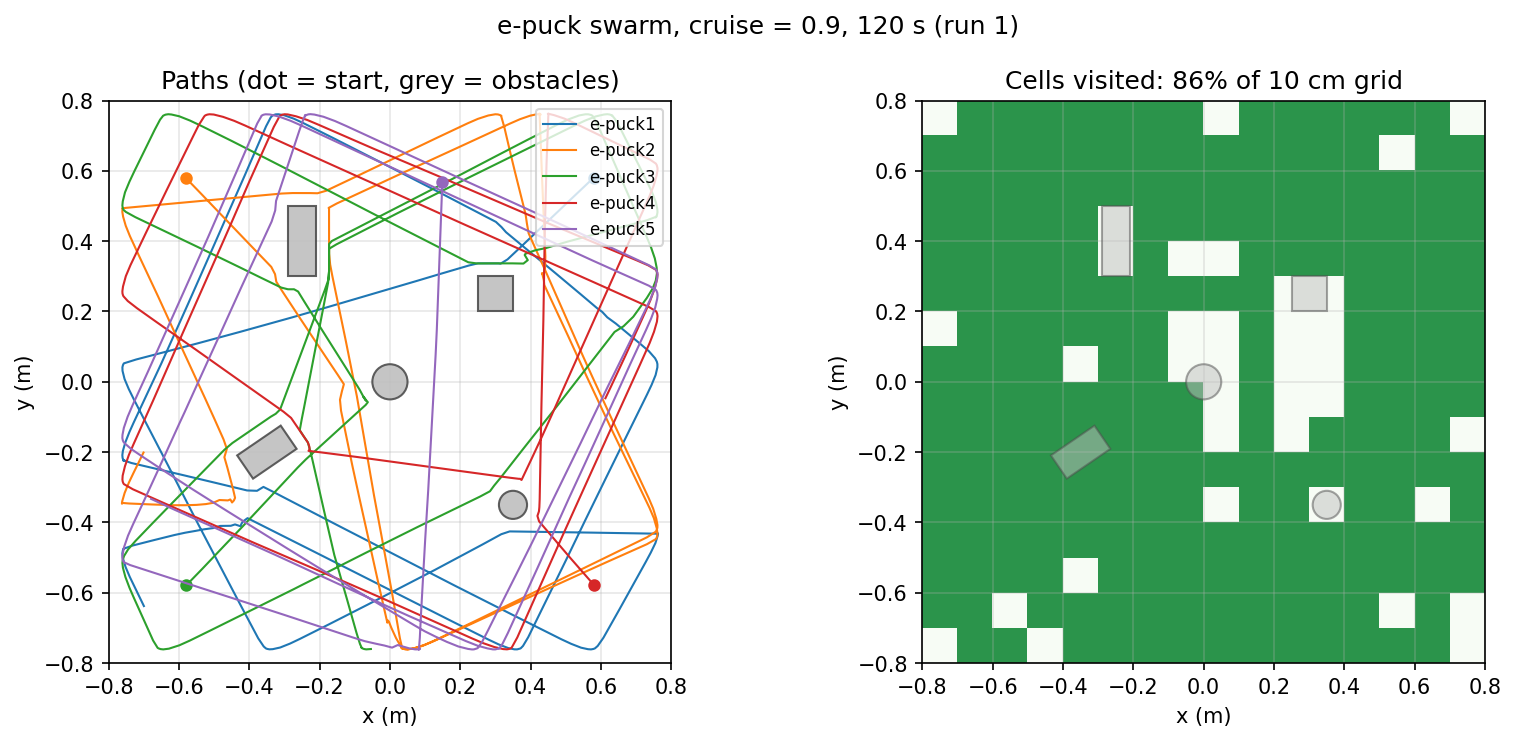 e-puck swarm, cruise = 0.9, 120 s (run 1)
Paths (dot = start, grey = obstacles)
e-puck1
e-puck2
e-puck3
e-puck4
e-puck5
0.8
0.6
0.4
0.2
0.0
−0.2
−0.4
−0.6
−0.8
y (m)
−0.8 −0.6 −0.4 −0.2 0.0 0.2 0.4 0.6 0.8
x (m)
Cells visited: 86% of 10 cm grid
0.8
0.6
0.4
0.2
0.0
−0.2
−0.4
−0.6
−0.8
y (m)
−0.8 −0.6 −0.4 −0.2 0.0 0.2 0.4 0.6 0.8
x (m)